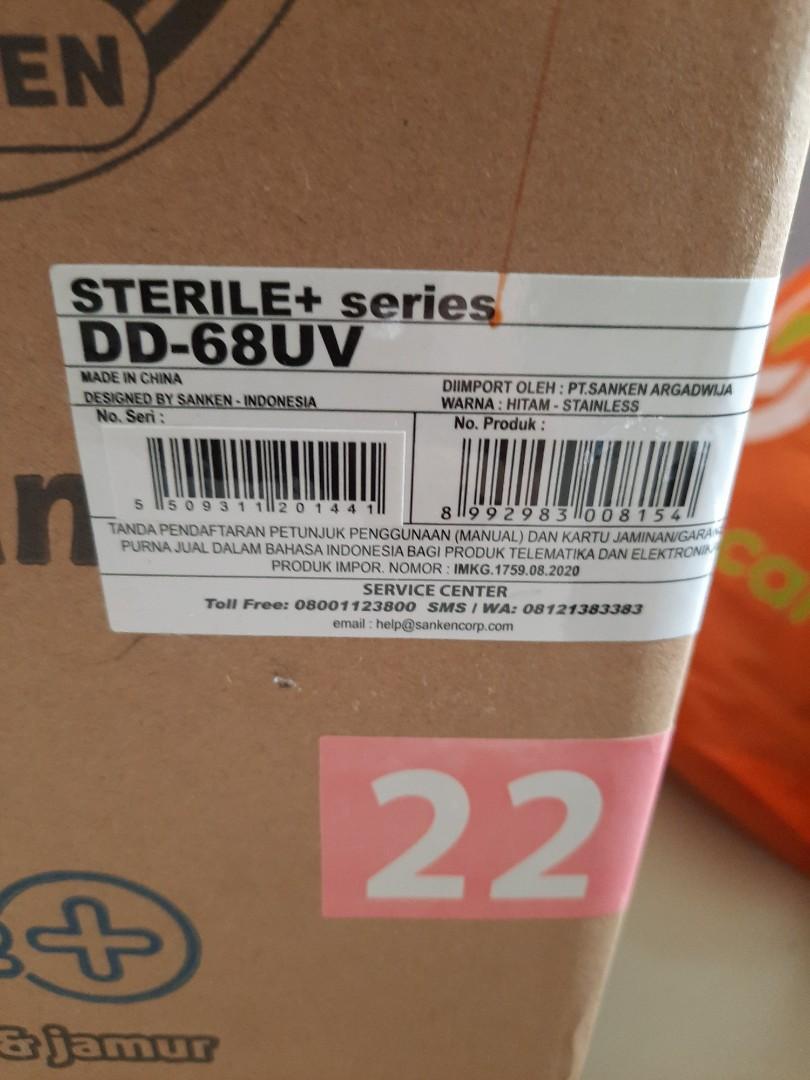 EN
STERILE+ series
DD-68UV
MADE IN CHINA
DESIGNED BY SANKEN - INDONESIA
DIIMPORT OLEH : PT.SANKEN ARGADWIJA
WARNA : HITAM - STAINLESS
No. Seri :
5 509311 201441
No. Produk :
8 992983 008154
TANDA PENDAFTARAN PETUNJUK PENGGUNAAN (MANUAL) DAN KARTU JAMINAN/GARAN
PURNA JUAL DALAM BAHASA INDONESIA BAGI PRODUK TELEMATIKA DAN ELEKTRONIKA
PRODUK IMPOR. NOMOR : IMKG.1759.08.2020
SERVICE CENTER
Toll Free: 08001123800 SMS / WA: 08121383383
email : help@sankencorp.com
n
ca
22
+
& jamur